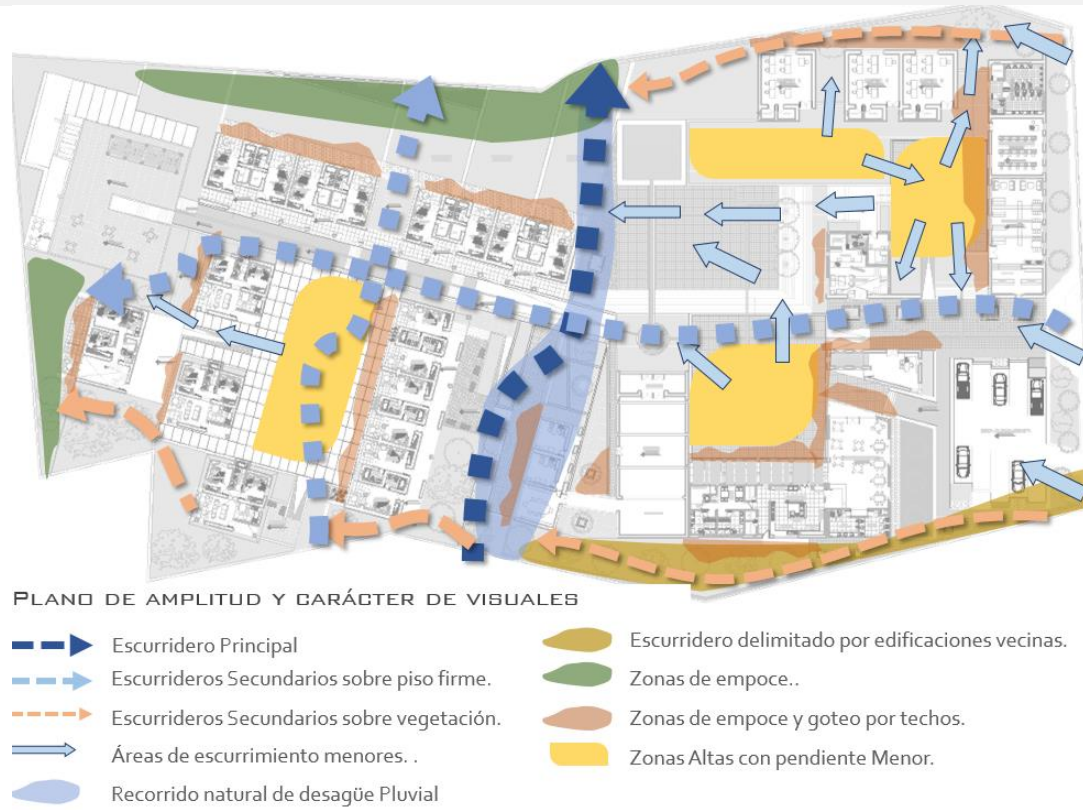 PLANO DE AMPLITUD Y CARÁCTER DE VISUALES
Escurridero Principal
Escurrideros Secundarios sobre piso firme.
Escurrideros Secundarios sobre vegetación.
Áreas de escurrimiento menores. .
Recorrido natural de desagüe Pluvial
Escurridero delimitado por edificaciones vecinas.
Zonas de empoce..
Zonas de empoce y goteo por techos.
Zonas Altas con pendiente Menor.